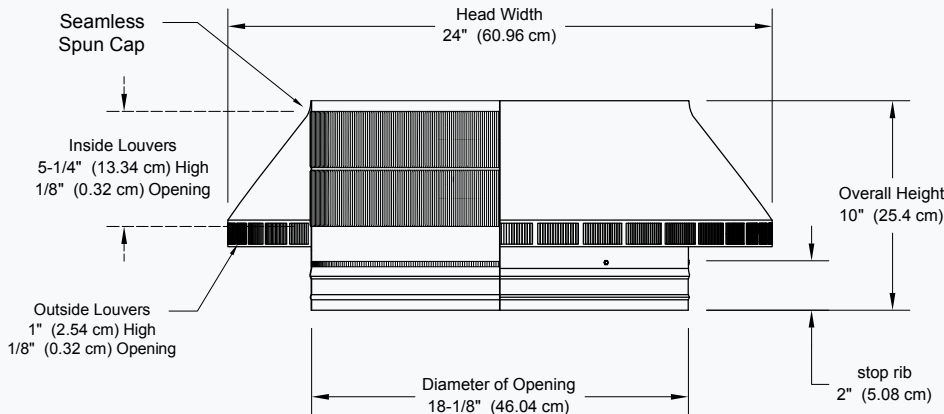 Seamless
Spun Cap
Head Width
24" (60.96 cm)
Inside Louvers
5-1/4" (13.34 cm) High
1/8" (0.32 cm) Opening
Overall Height
10" (25.4 cm)
Outside Louvers
1" (2.54 cm) High
1/8" (0.32 cm) Opening
Diameter of Opening
18-1/8" (46.04 cm)
stop rib
2" (5.08 cm)